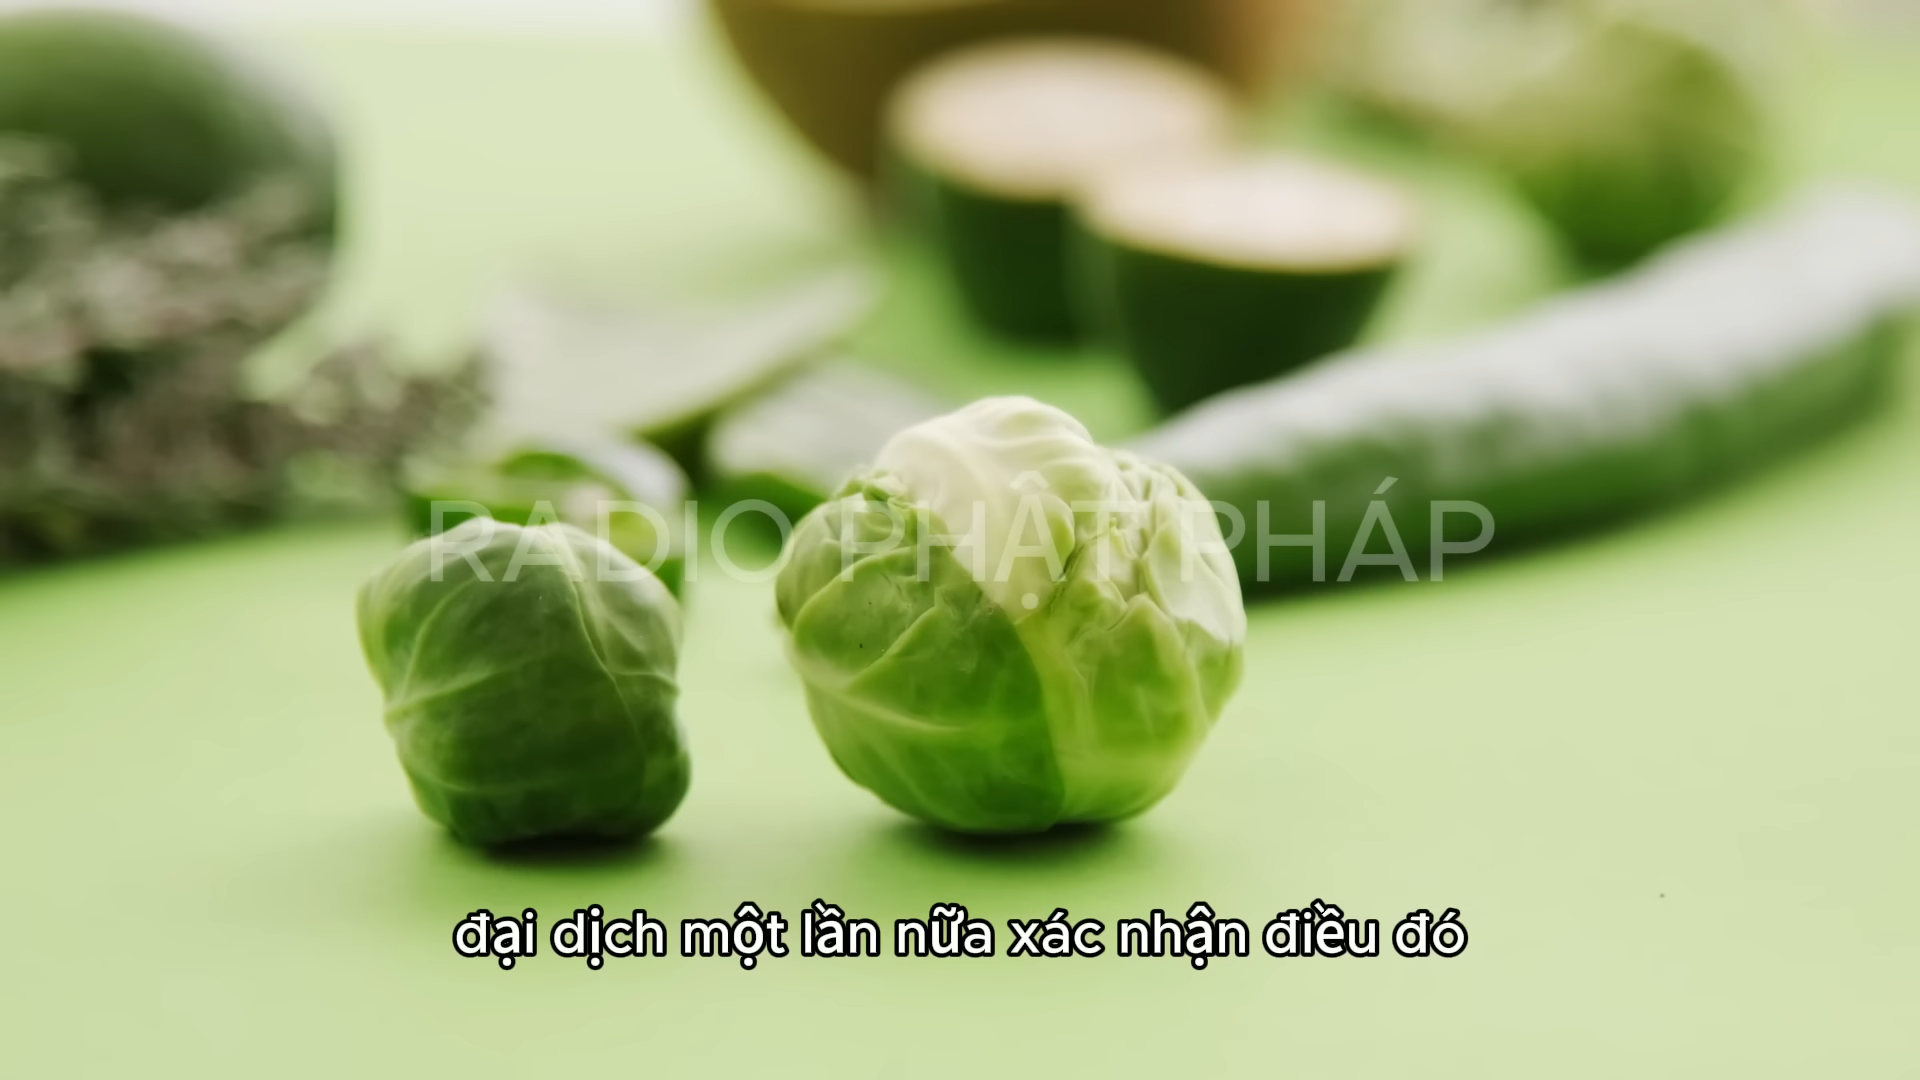 RADIO PHẬT PHÁP
đại dịch một lần nữa xác nhận điều đó